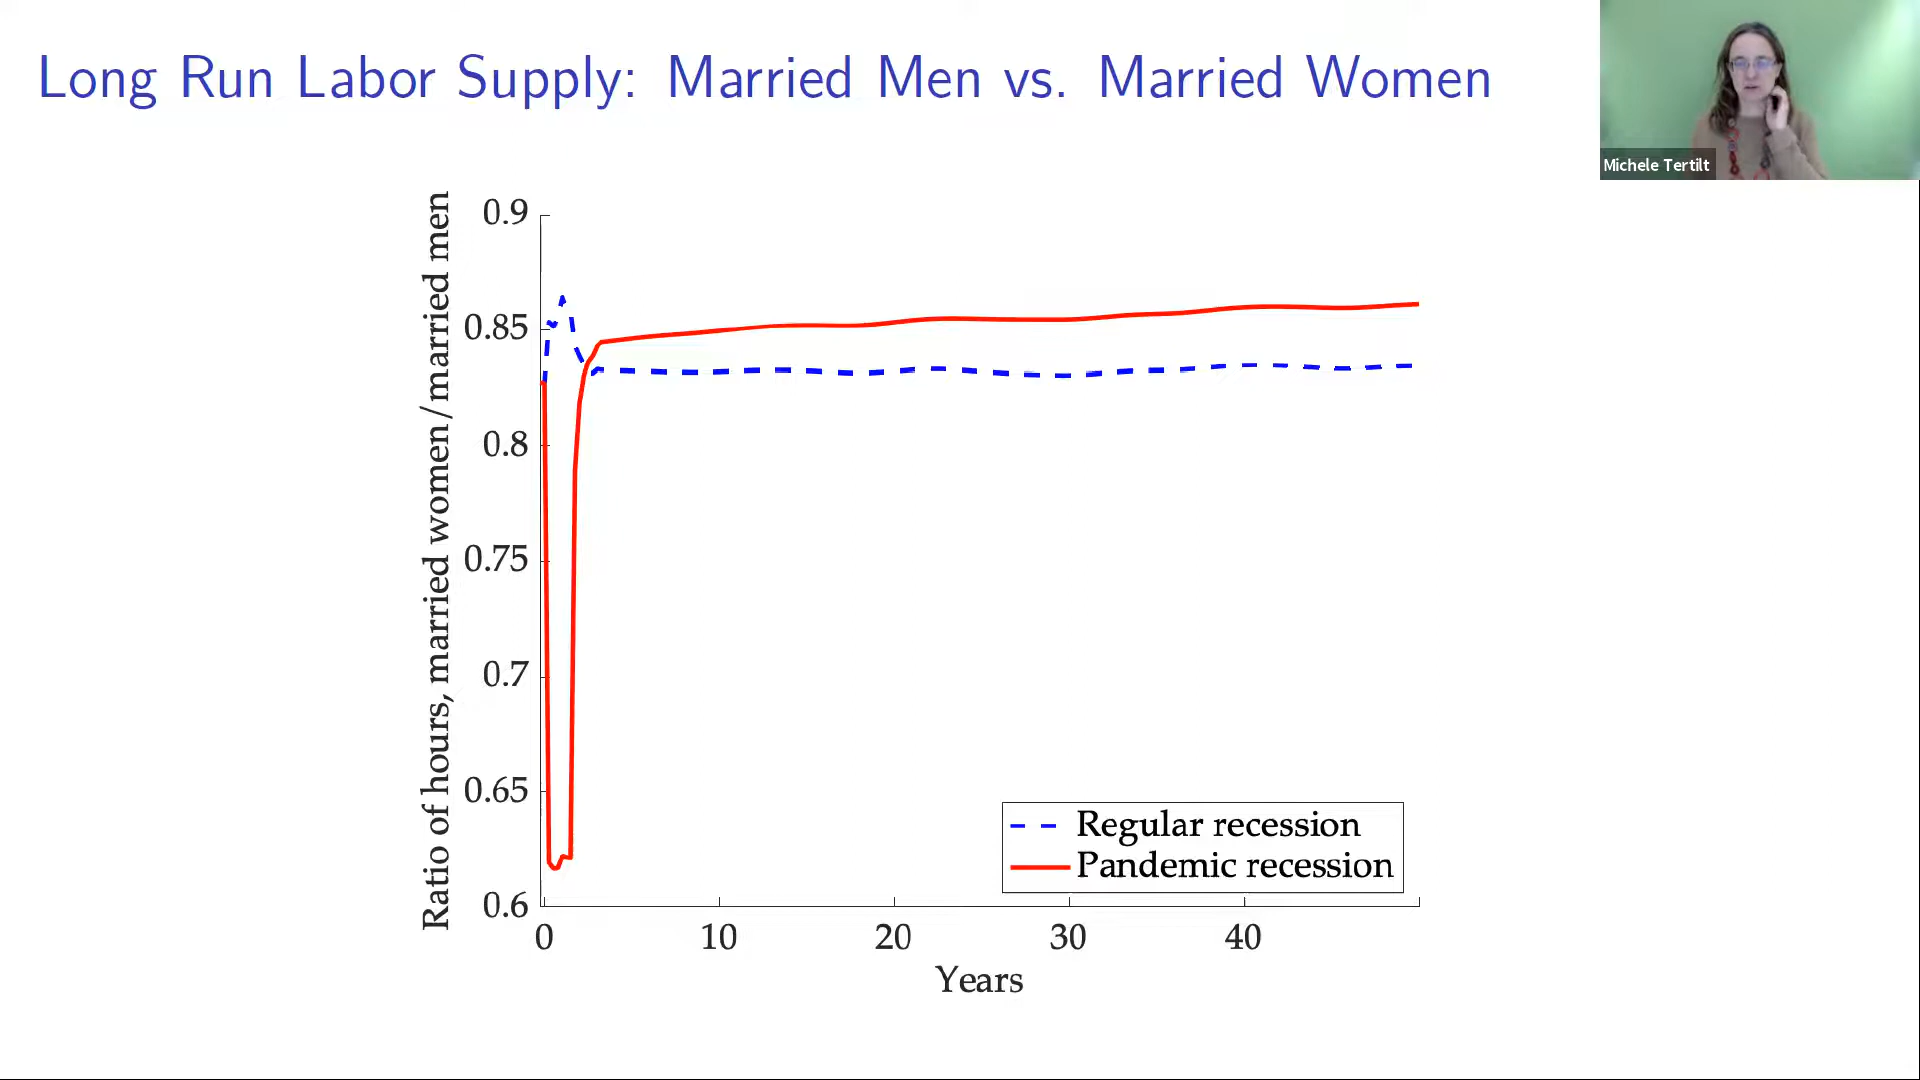 Long Run Labor Supply: Married Men vs. Married Women
Michele Tertilt
Ratio of hours, married women/married men
0.9
0.85
0.8
0.75
0.7
0.65
0.6
0 10 20 30 40
Years
Regular recession
Pandemic recession